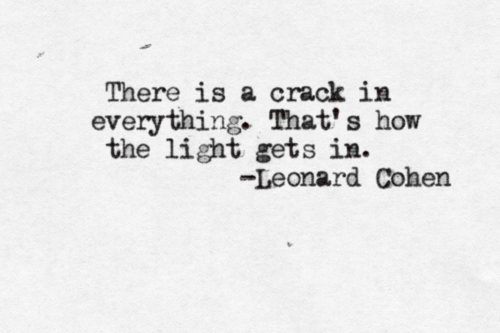 There is a crack in
everything. That's how
the light gets in.
-Leonard Cohen